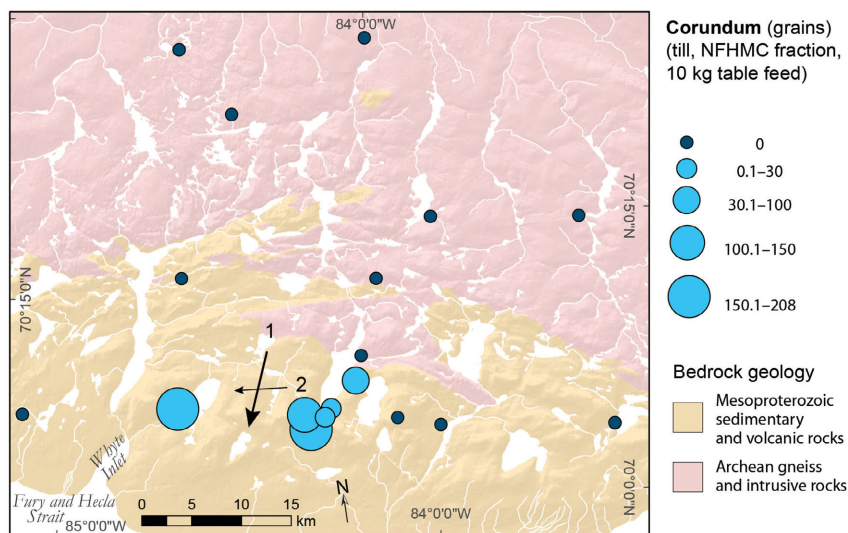 84°0'0"W
70°15'0"N
70°15'0"N
1
2
Whyte
Inlet
Fury and Hecla
Strait
85°0'0"W
0 5 10 15
km
N
84°0'0"W
70°0'0"N
Corundum (grains)
(till, NFHMC fraction,
10 kg table feed)
0
0.1–30
30.1–100
100.1–150
150.1–208
Bedrock geology
Mesoproterozoic
sedimentary
and volcanic rocks
Archean gneiss
and intrusive rocks